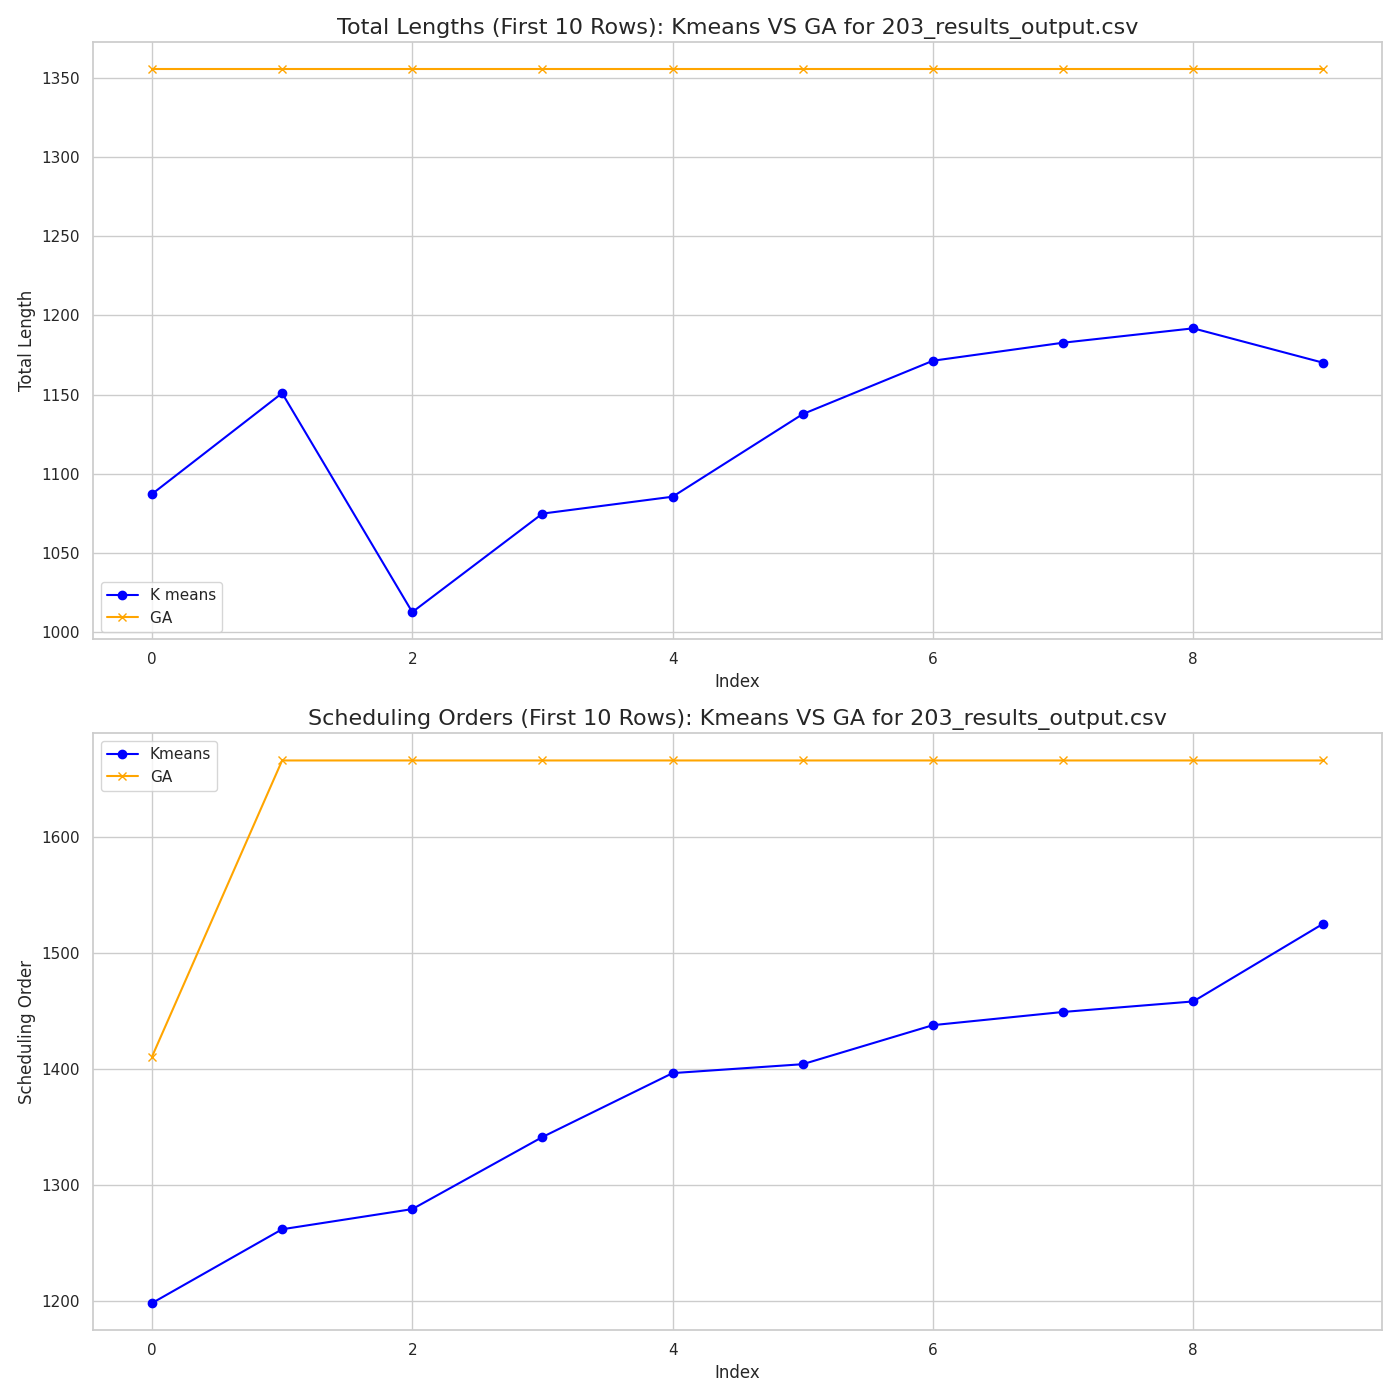 Total Lengths (First 10 Rows): Kmeans VS GA for 203_results_output.csv
1350
1300
1250
1200
1150
1100
1050
1000
Total Length
K means
GA
0 2 4 6 8
Index
Scheduling Orders (First 10 Rows): Kmeans VS GA for 203_results_output.csv
Kmeans
GA
1600
1500
1400
1300
1200
Scheduling Order
0 2 4 6 8
Index